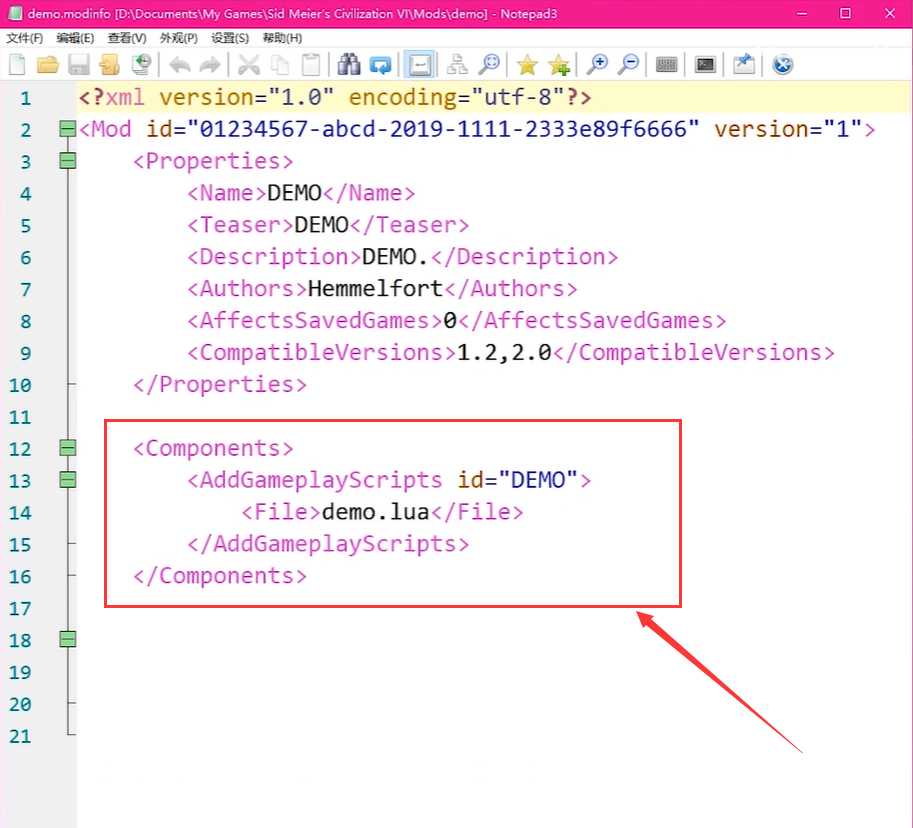 demo.modinfo [D:\Documents\My Games\Sid Meier's Civilization VI\Mods\demo] - Notepad3
文件(F) 编辑(E) 查看(V) 外观(P) 设置(S) 帮助(H)
1 <?xml version="1.0" encoding="utf-8"?>
2 <Mod id="01234567-abcd-2019-1111-2333e89f6666" version="1">
3 <Properties>
4 <Name>DEMO</Name>
5 <Teaser>DEMO</Teaser>
6 <Description>DEMO.</Description>
7 <Authors>Hemmelfort</Authors>
8 <AffectsSavedGames>0</AffectsSavedGames>
9 <CompatibleVersions>1.2,2.0</CompatibleVersions>
10 </Properties>
11
12 <Components>
13 <AddGameplayScripts id="DEMO">
14 <File>demo.lua</File>
15 </AddGameplayScripts>
16 </Components>
17
18
19
20
21